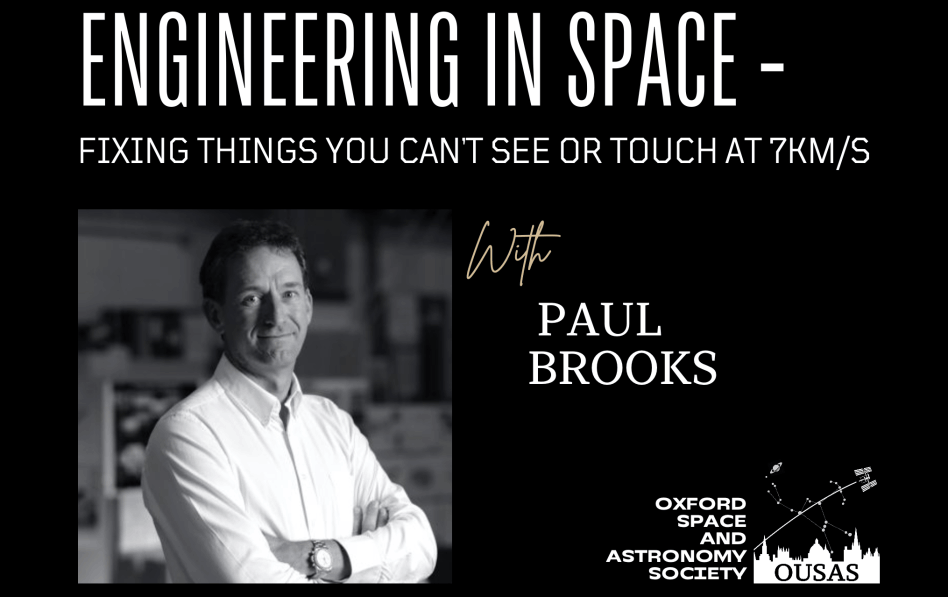 ENGINEERING IN SPACE -
FIXING THINGS YOU CAN'T SEE OR TOUCH AT 7KM/S
With
PAUL
BROOKS
OXFORD
SPACE
AND
ASTRONOMY
SOCIETY
OUSAS